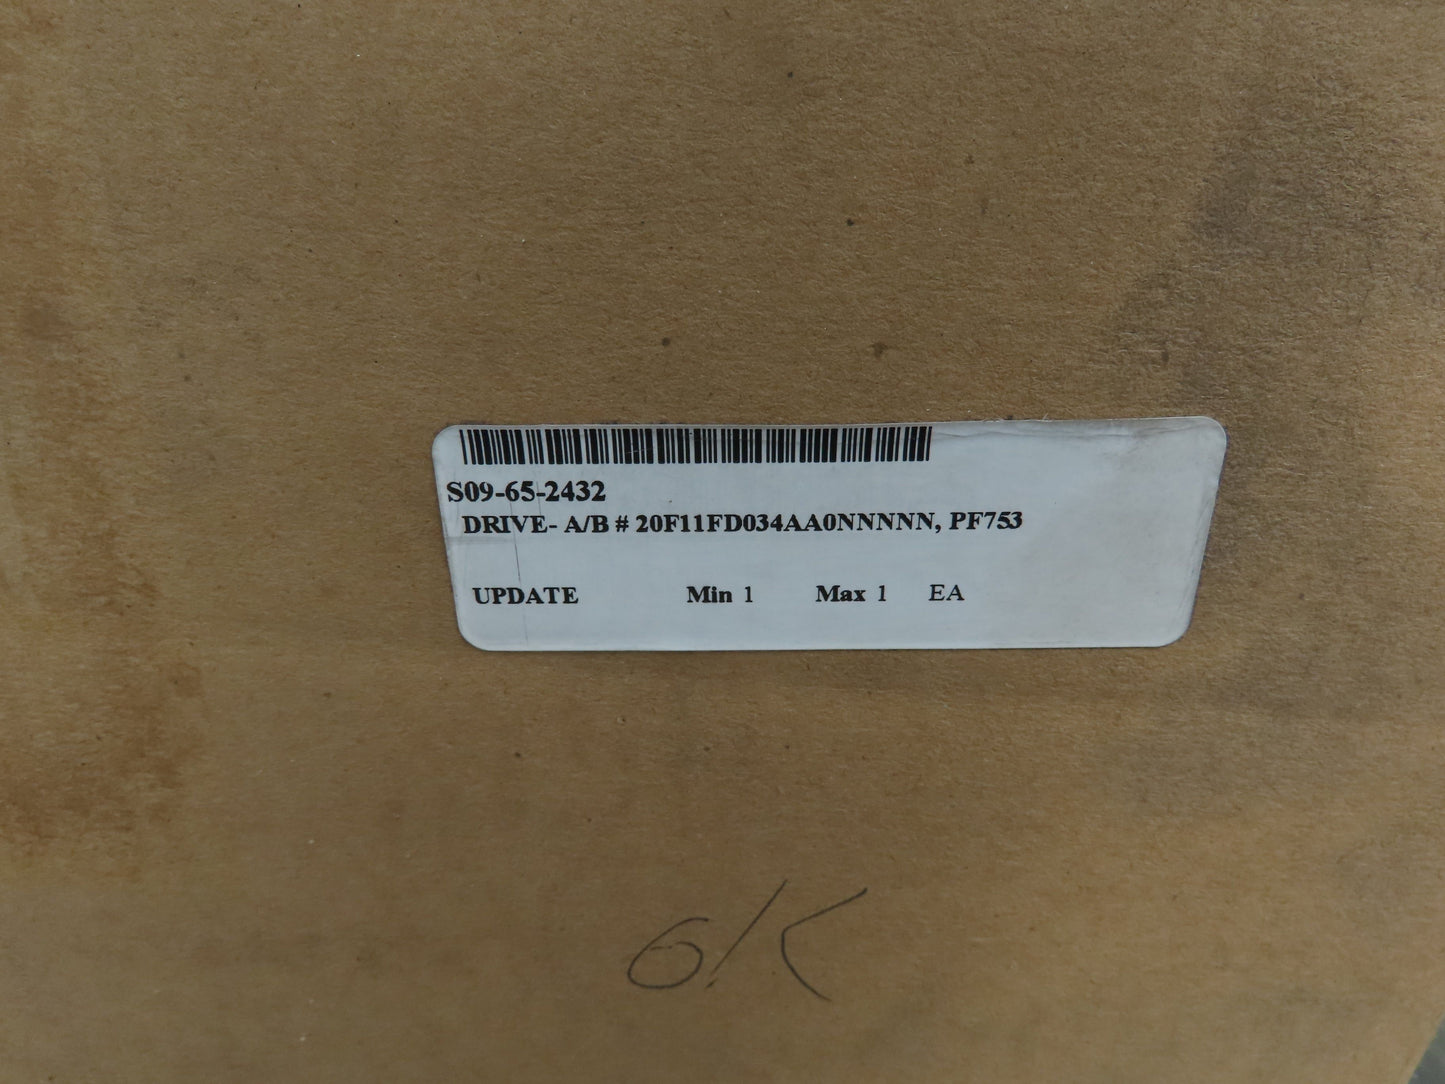 S09-65-2432
DRIVE- A/B # 20F11FD034AA0NNNNN, PF753
UPDATE Min 1 Max 1 EA
6K